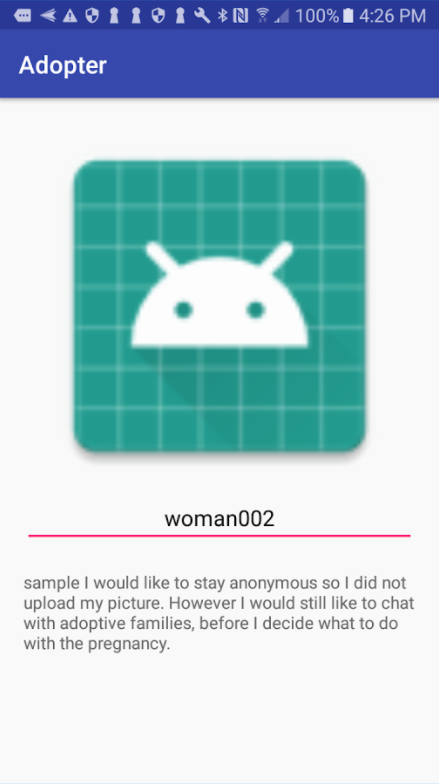 100% 4:26 PM
Adopter
woman002
sample I would like to stay anonymous so I did not
upload my picture. However I would still like to chat
with adoptive families, before I decide what to do
with the pregnancy.